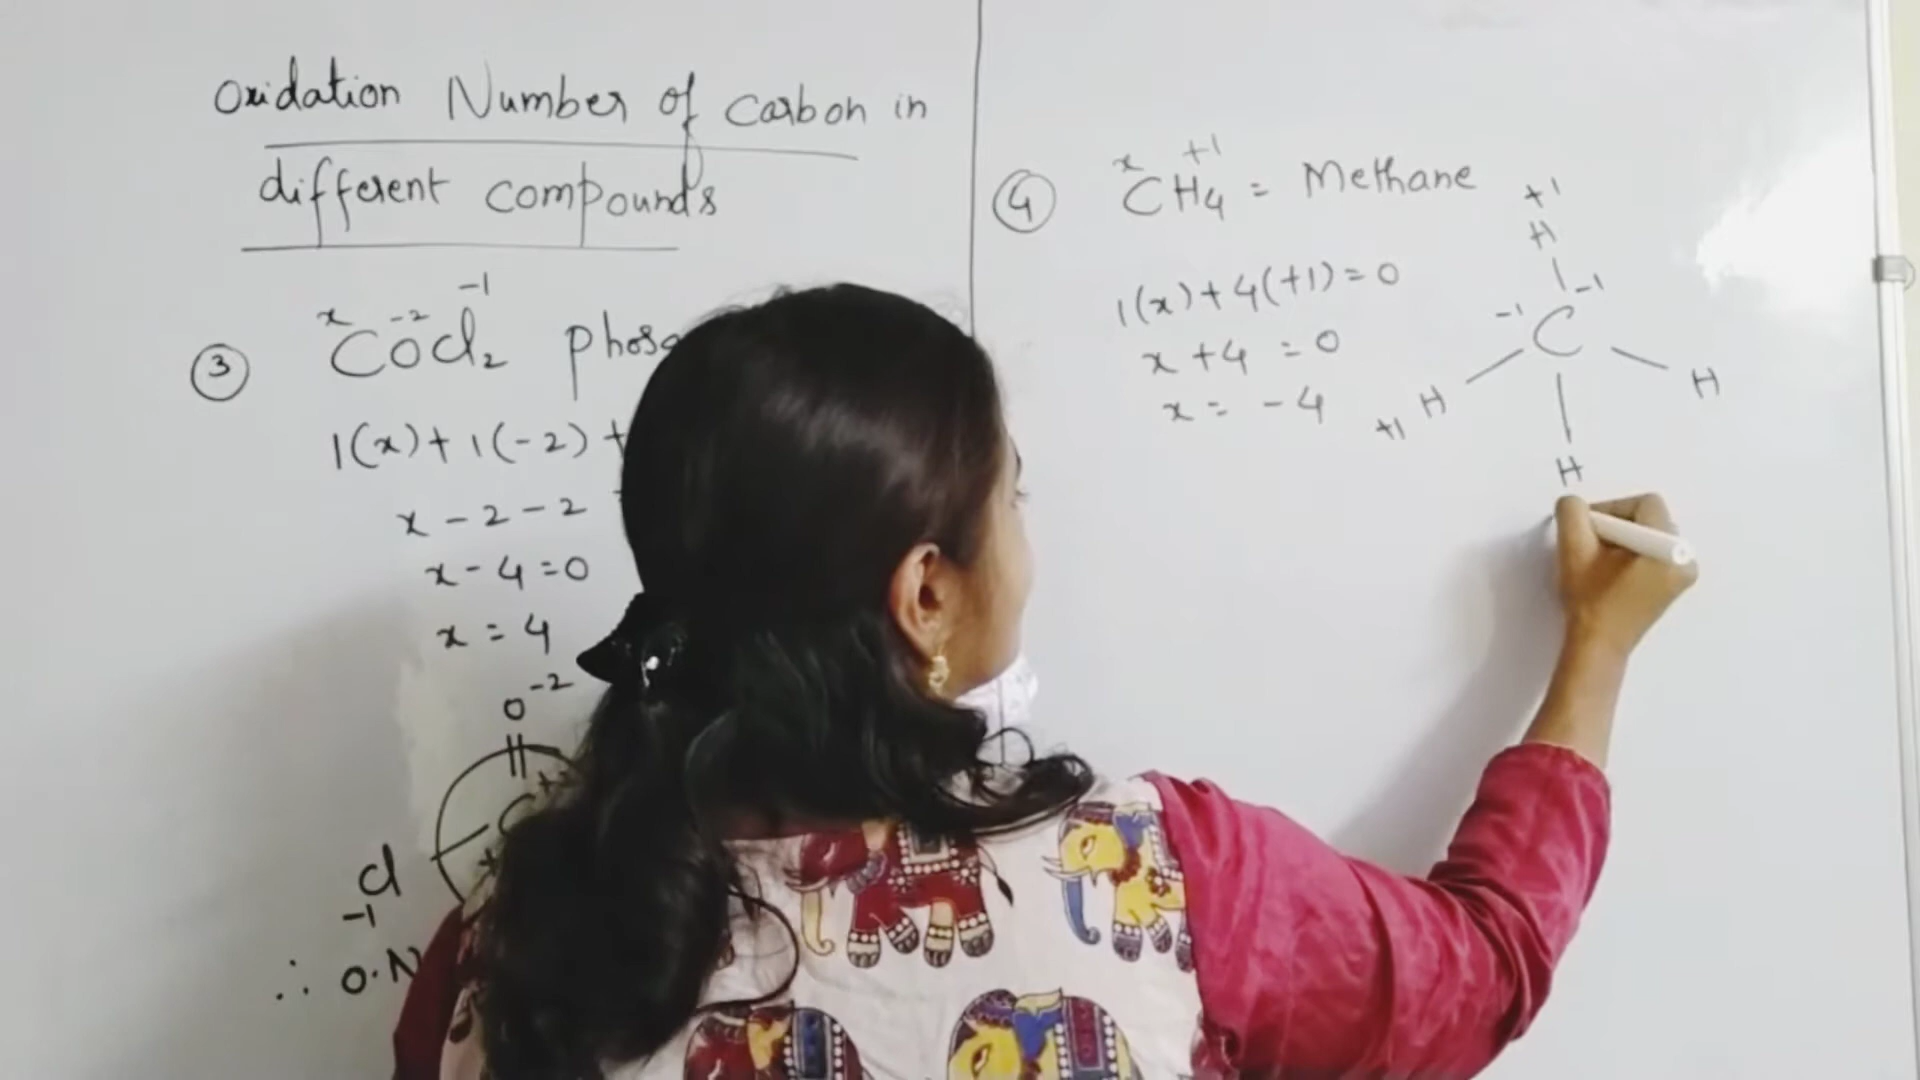 Oxidation Number of carbon in
different compounds
x -2 -1
③ COCl₂
1(x) + 1(-2) +
x - 2 - 2
x - 4 = 0
x = 4
O⁻²
C
Cl
-1
∴ O.N
x +1
④ CH₄ = Methane
1(x) + 4(+1) = 0
x + 4 = 0
x = -4
+1
H
-1
-1 C
H H
+1
H